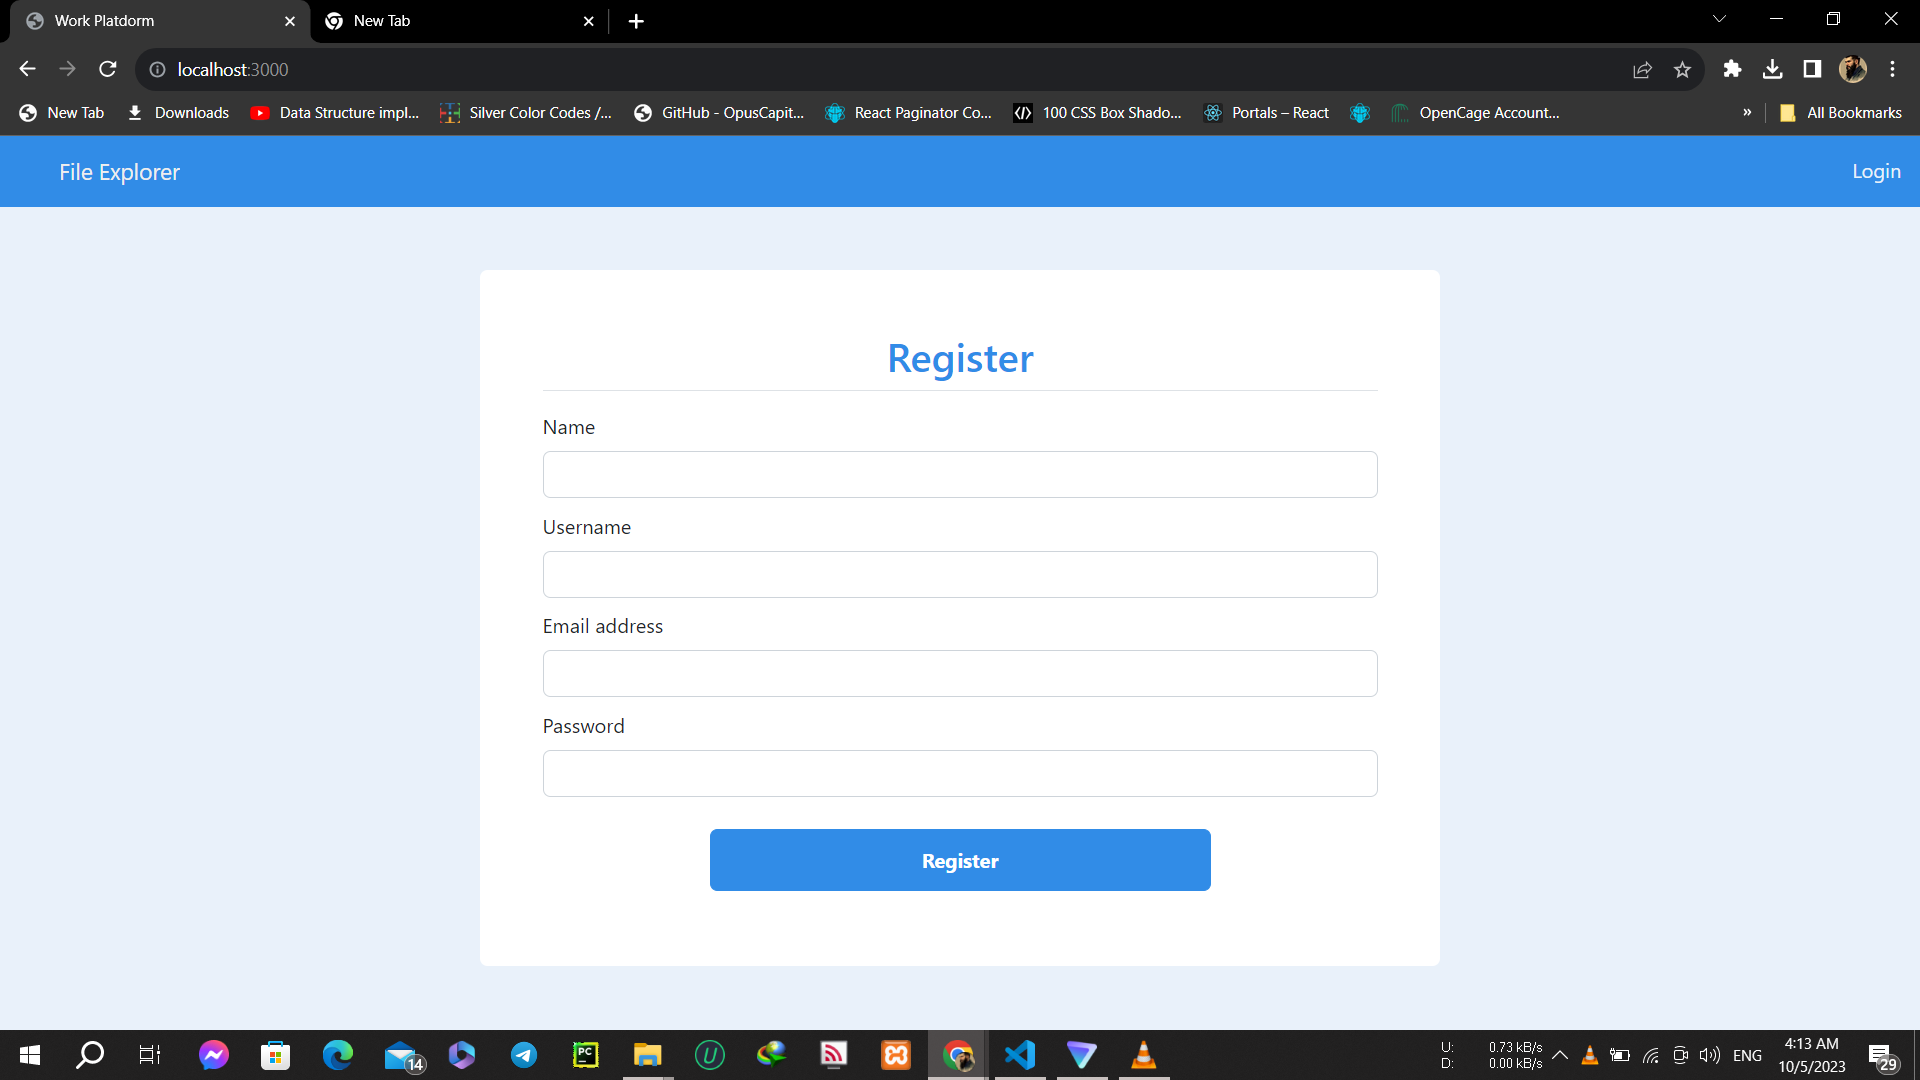 Work Platdorm
New Tab
localhost:3000
New Tab
Downloads
Data Structure impl...
Silver Color Codes /...
GitHub - OpusCapit...
React Paginator Co...
100 CSS Box Shado...
Portals – React
OpenCage Account...
»
All Bookmarks
File Explorer
Login
Register
Name
Username
Email address
Password
Register
14
PC
U: 0.73 kB/s
D: 0.00 kB/s
ENG
4:13 AM
10/5/2023
29